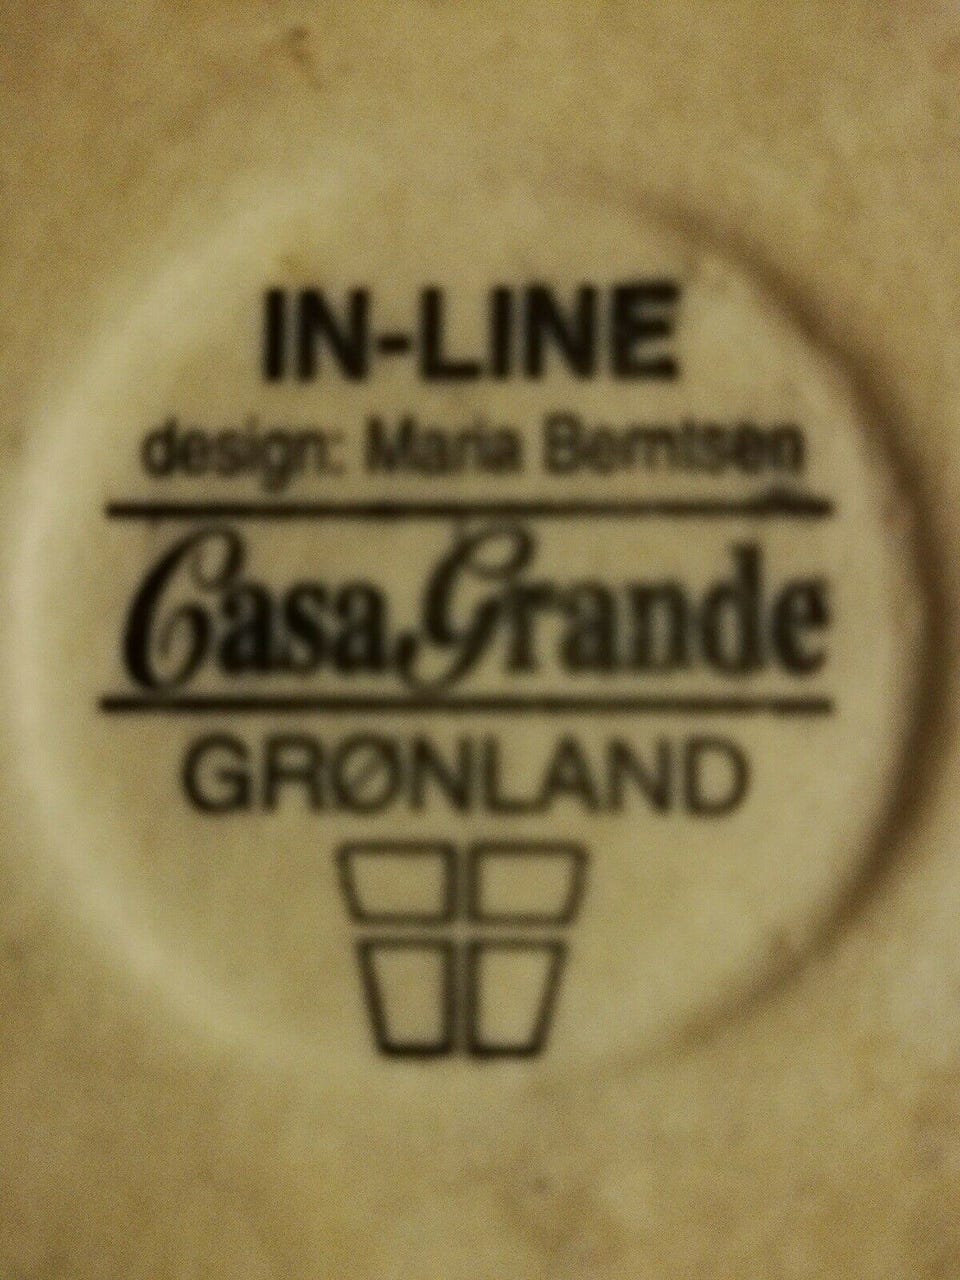 IN-LINE
design: Maria Berntsen
Casa Grande
GRØNLAND